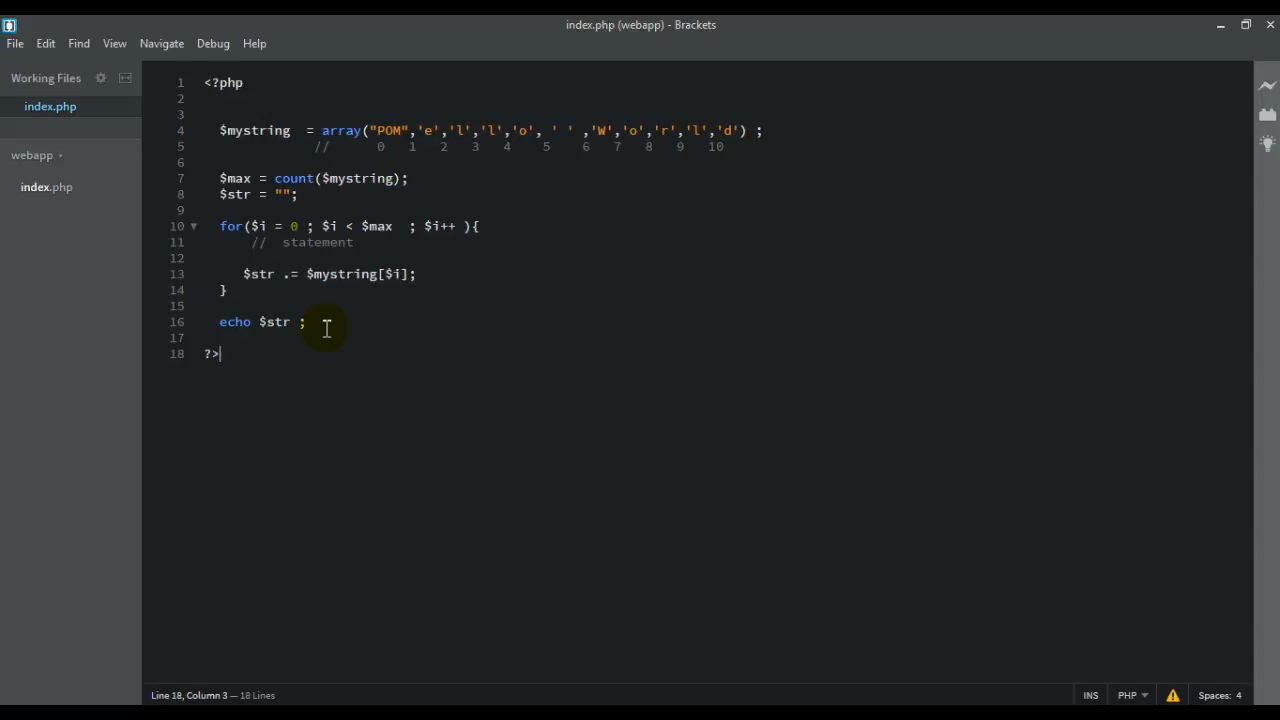 index.php (webapp) - Brackets
File Edit Find View Navigate Debug Help
Working Files
index.php
webapp
index.php
1 <?php
2
3
4 $mystring = array("POM",'e','l','l','o', ' ' ,'W','o','r','l','d') ;
5 // 0 1 2 3 4 5 6 7 8 9 10
6
7 $max = count($mystring);
8 $str = "";
9
10 for($i = 0 ; $i < $max ; $i++ ){
11 // statement
12
13 $str .= $mystring[$i];
14 }
15
16 echo $str ;
17
18 ?>
Line 18, Column 3 — 18 Lines
INS PHP Spaces: 4